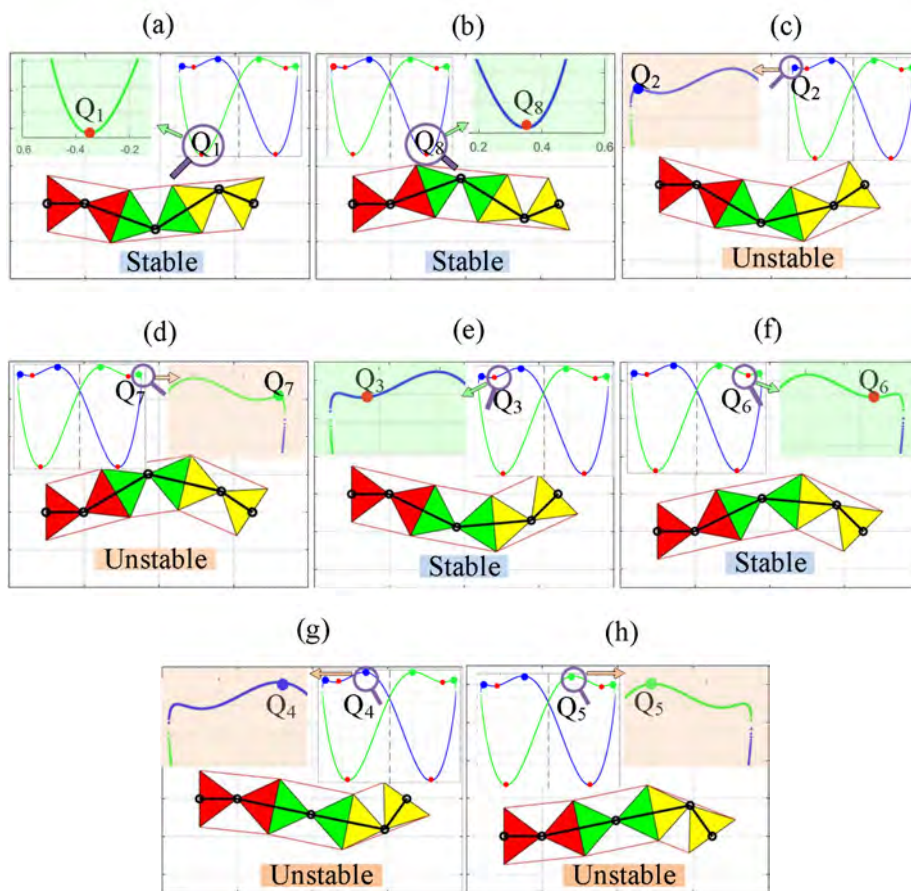 (a)
(b)
(c)
Q1
Q1
0.6
-0.4
-0.2
Stable
Q8
Q8
0.2
0.4
0.6
Stable
Q2
Q2
Unstable
(d)
(e)
(f)
Q7
Q7
Unstable
Q3
Q3
Stable
Q6
Q6
Stable
(g)
(h)
Q4
Q4
Unstable
Q5
Q5
Unstable